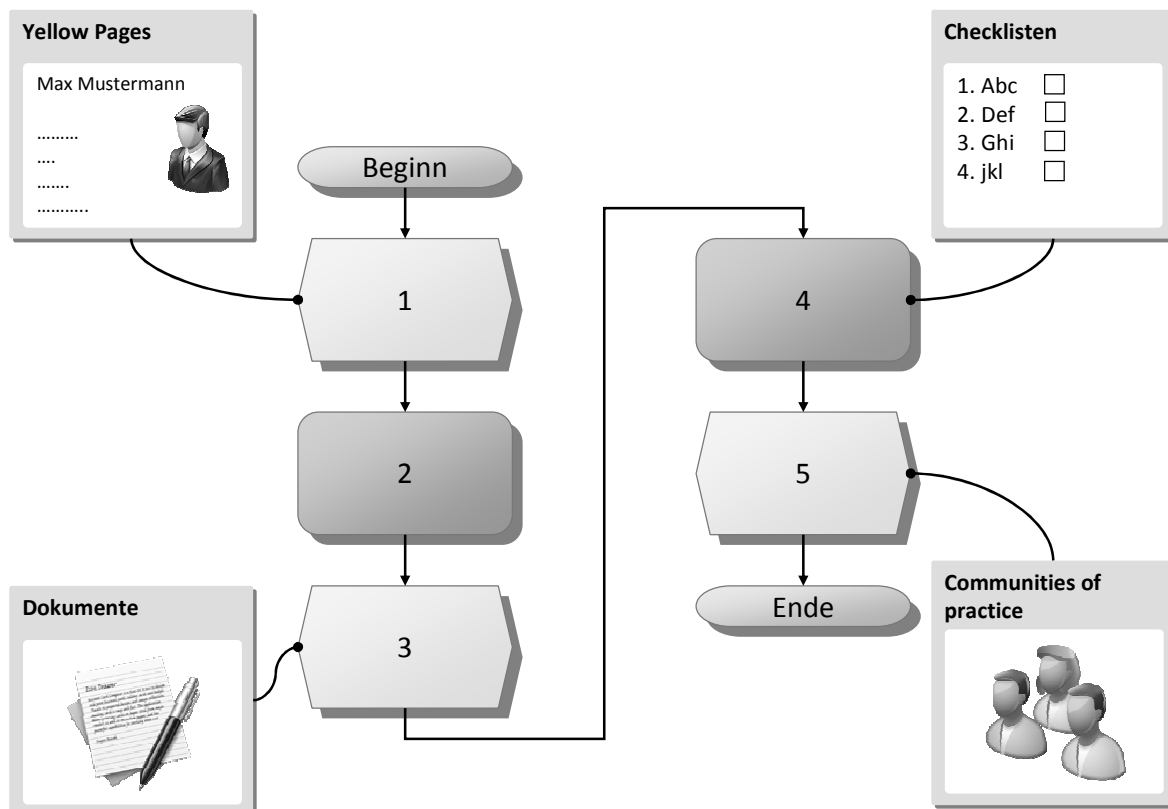 Yellow Pages
Max Mustermann
.........
....
.......
...........
Beginn
1
2
3
Dokumente
Checklisten
1. Abc
2. Def
3. Ghi
4. jkl
4
5
Ende
Communities of
practice